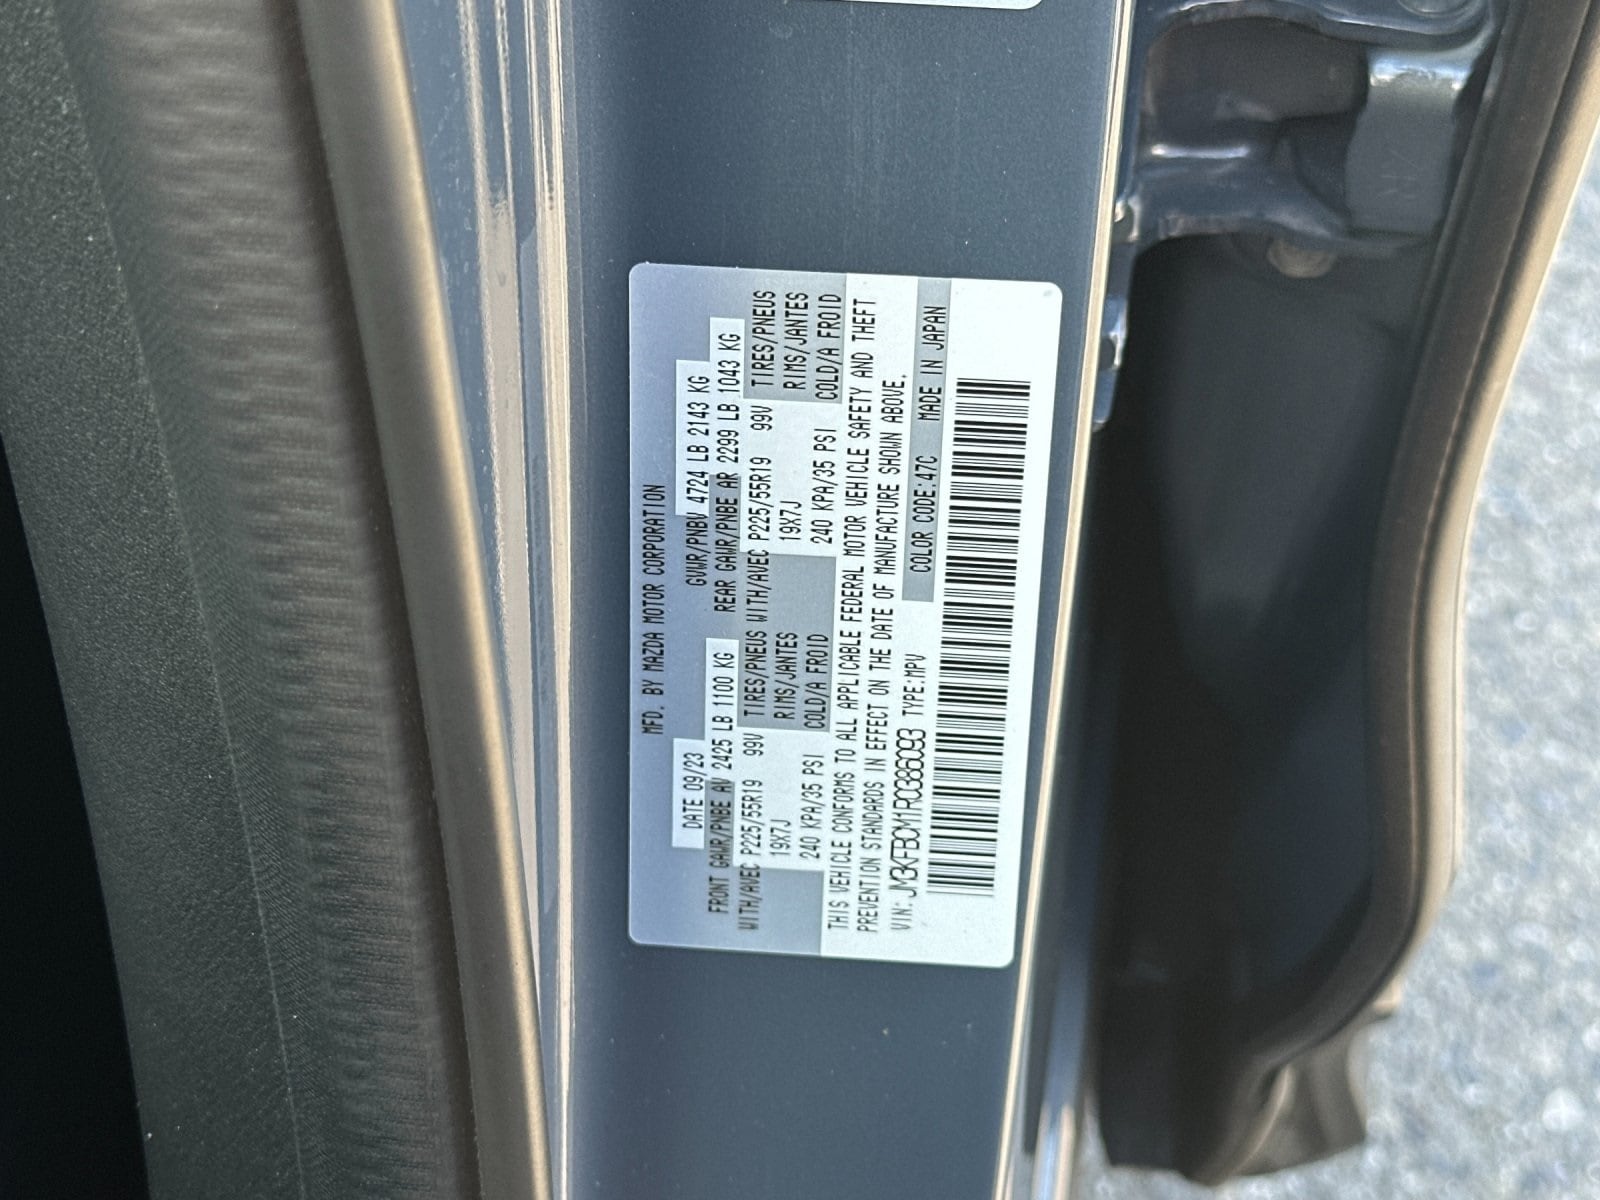 MFD. BY MAZDA MOTOR CORPORATION
DATE 09/23 GVWR/PNBV 4724 LB 2143 KG
FRONT GAWR/PNBE AV 2425 LB 1100 KG REAR GAWR/PNBE AR 2299 LB 1043 KG
WITH/AVEC P225/55R19 99V TIRES/PNEUS WITH/AVEC P225/55R19 99V TIRES/PNEUS
19X7J RIMS/JANTES 19X7J RIMS/JANTES
240 KPA/35 PSI COLD/A FROID 240 KPA/35 PSI COLD/A FROID
THIS VEHICLE CONFORMS TO ALL APPLICABLE FEDERAL MOTOR VEHICLE SAFETY AND THEFT
PREVENTION STANDARDS IN EFFECT ON THE DATE OF MANUFACTURE SHOWN ABOVE.
VIN: JM3KFBCM1R0386093 TYPE:MPV COLOR CODE:47C MADE IN JAPAN